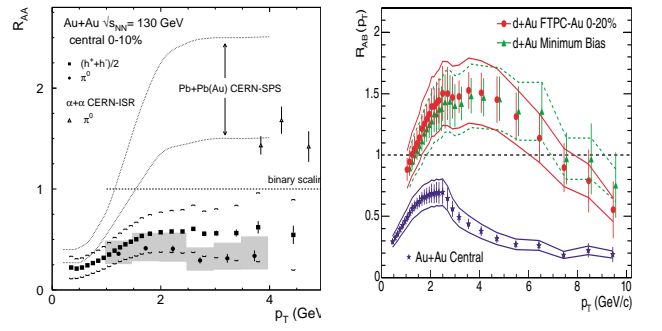 R_AA
Au+Au √s_NN= 130 GeV
central 0-10%
(h⁺+h⁻)/2
π⁰
α+α CERN-ISR
π⁰
Pb+Pb(Au) CERN-SPS
binary scalin
2
1
0
0
2
4
p_T (GeV
R_AB(p_T)
d+Au FTPC-Au 0-20%
d+Au Minimum Bias
Au+Au Central
2
1.5
1
0.5
0
0
2
4
6
8
10
p_T (GeV/c)